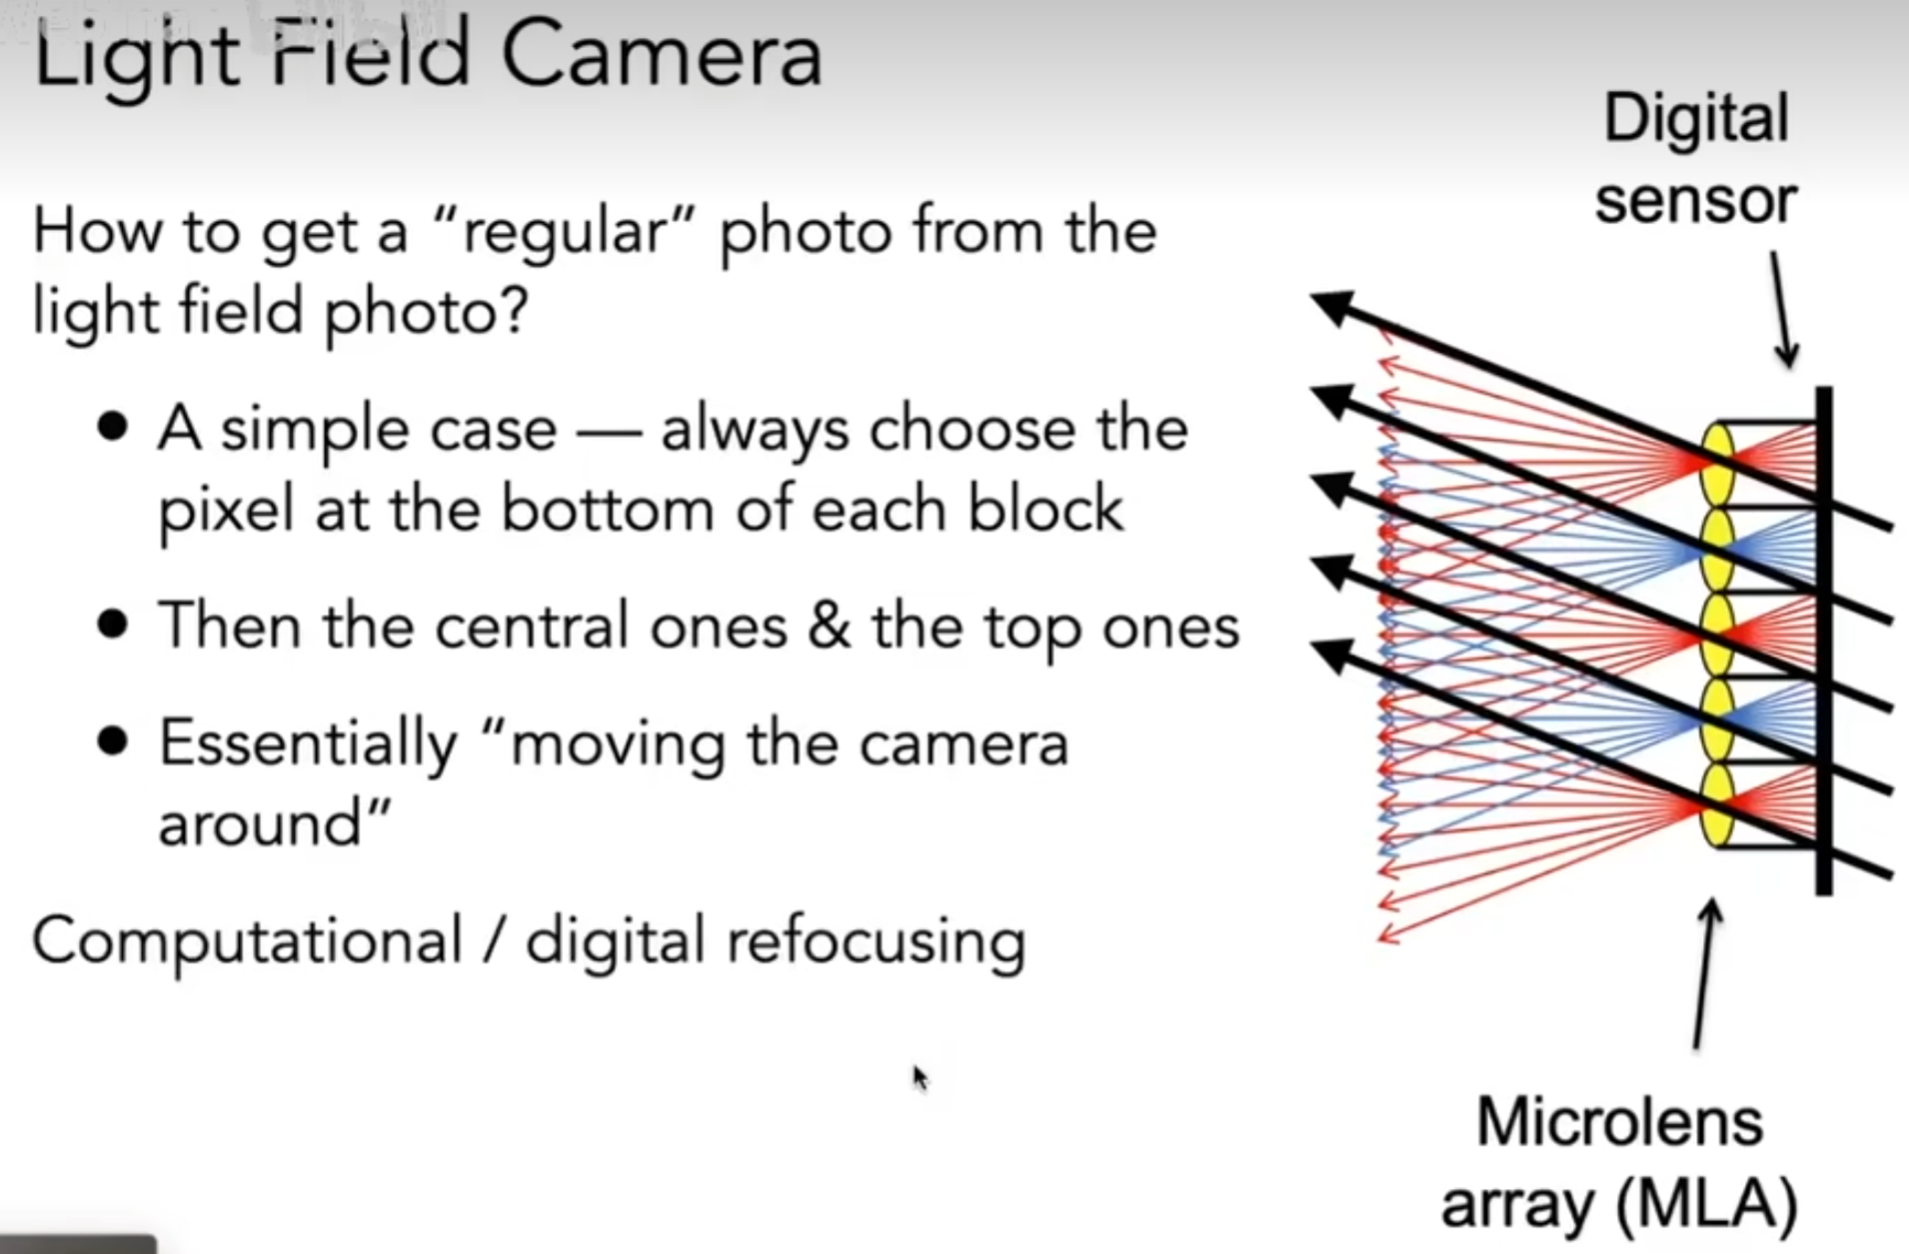 Light Field Camera
Digital
sensor
How to get a “regular” photo from the
light field photo?
● A simple case — always choose the
pixel at the bottom of each block
● Then the central ones & the top ones
● Essentially “moving the camera
around”
Computational / digital refocusing
Microlens
array (MLA)